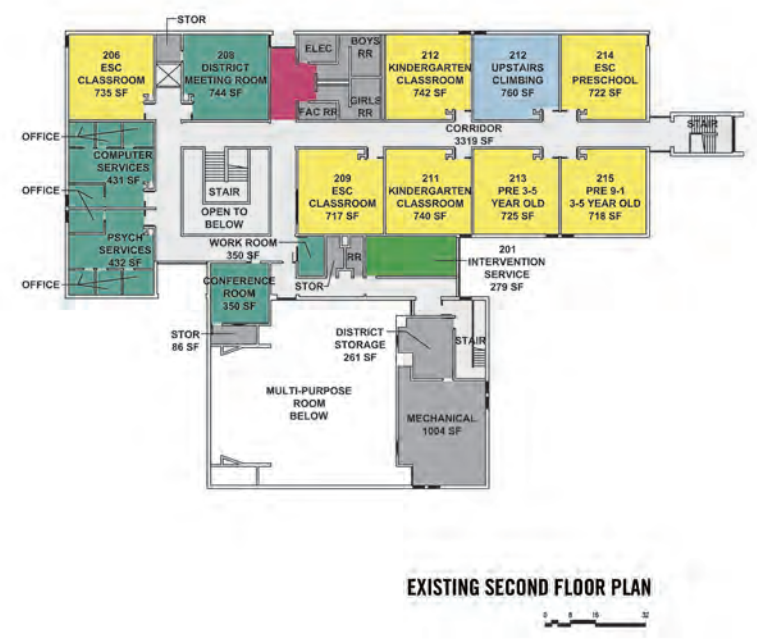 STOR
206
ESC
CLASSROOM
735 SF
208
DISTRICT
MEETING ROOM
744 SF
ELEC
BOYS
RR
212
KINDERGARTEN
CLASSROOM
742 SF
212
UPSTAIRS
CLIMBING
760 SF
214
ESC
PRESCHOOL
722 SF
FAC RR
GIRLS
RR
CORRIDOR
3319 SF
STAIR
OFFICE
COMPUTER
SERVICES
431 SF
OFFICE
STAIR
OPEN TO
BELOW
209
ESC
CLASSROOM
717 SF
211
KINDERGARTEN
CLASSROOM
740 SF
213
PRE 3-5
YEAR OLD
725 SF
215
PRE 9-1
3-5 YEAR OLD
718 SF
PSYCH
SERVICES
432 SF
OFFICE
WORK ROOM
350 SF
RR
STOR
201
INTERVENTION
SERVICE
279 SF
CONFERENCE
ROOM
350 SF
STOR
86 SF
DISTRICT
STORAGE
261 SF
STAIR
MULTI-PURPOSE
ROOM
BELOW
MECHANICAL
1004 SF
EXISTING SECOND FLOOR PLAN
0 8 16 32